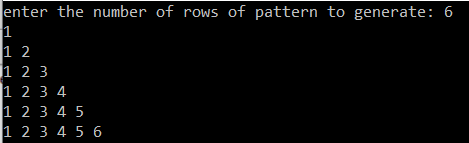 enter the number of rows of pattern to generate: 6
1
1 2
1 2 3
1 2 3 4
1 2 3 4 5
1 2 3 4 5 6